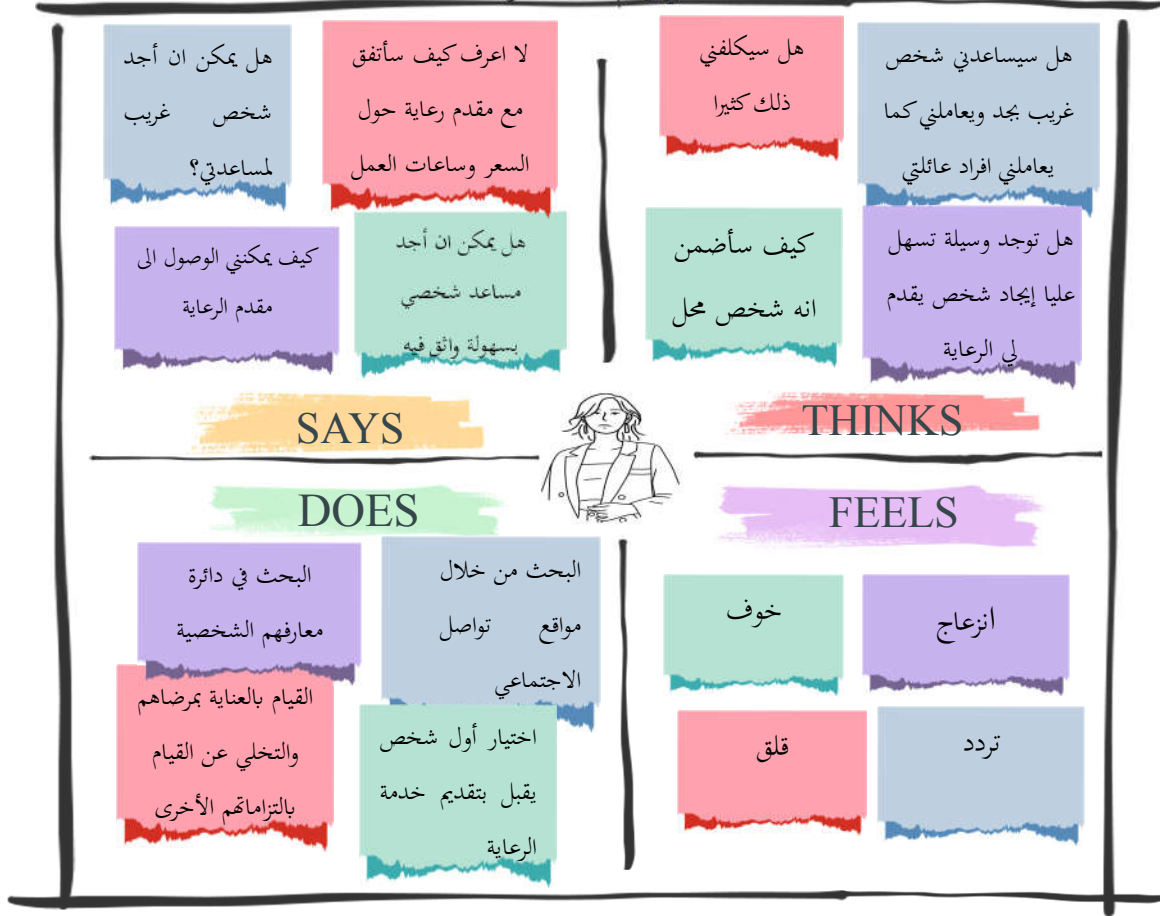 هل يمكن ان أجد
شخص غريب
لمساعدتي؟
لا اعرف كيف سأتفق
مع مقدم رعاية حول
السعر وساعات العمل
كيف يمكنني الوصول الى
مقدم الرعاية
هل يمكن ان أجد
مساعد شخصي
بسهولة واثق فيه
SAYS
هل سيكلفني
ذلك كثيرا
هل سيساعدني شخص
غريب بجد ويعاملني كما
يعاملني افراد عائلتي
كيف سأضمن
انه شخص محل
هل توجد وسيلة تسهل
عليا إيجاد شخص يقدم
لي الرعاية
THINKS
DOES
البحث في دائرة
معارفهم الشخصية
البحث من خلال
مواقع تواصل
الاجتماعي
القيام بالعناية بمرضاهم
والتخلي عن القيام
بالتزاماتهم الأخرى
اختيار أول شخص
يقبل بتقديم خدمة
الرعاية
FEELS
خوف
انزعاج
قلق
تردد